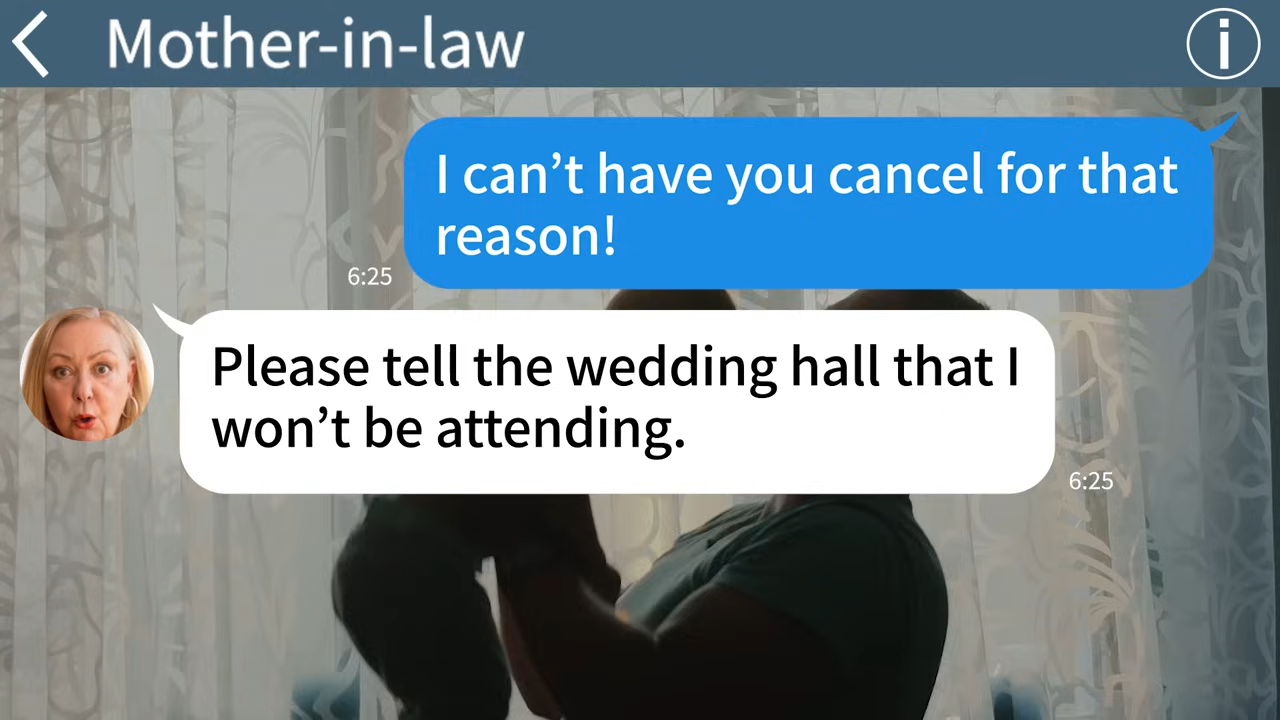 Mother-in-law
I can’t have you cancel for that
reason!
6:25
Please tell the wedding hall that I
won’t be attending.
6:25